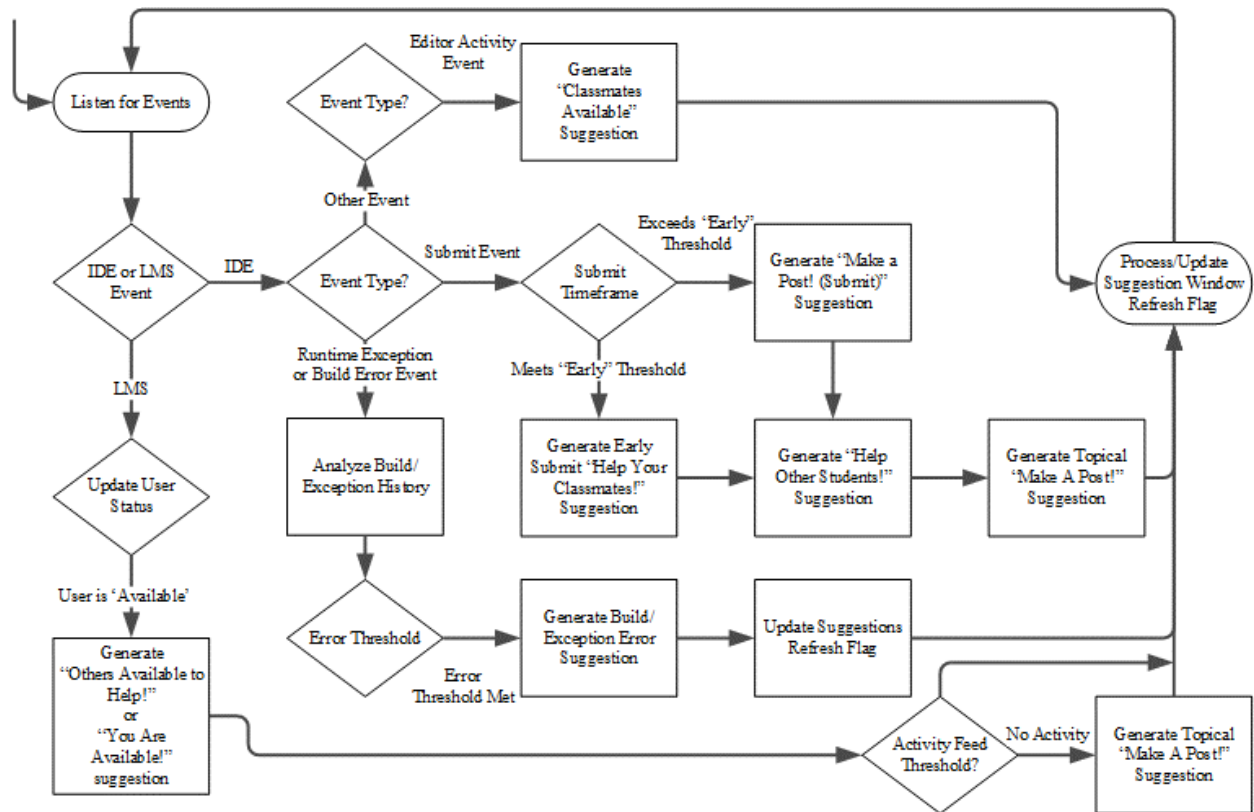 Editor Activity
Event
Listen for Events
Event Type?
Generate
“Classmates
Available”
Suggestion
Other Event
IDE or LMS
Event
IDE
Event Type?
Submit Event
Submit
Timeframe
Exceeds “Early”
Threshold
Generate “Make a
Post! (Submit)”
Suggestion
Process/Update
Suggestion Window
Refresh Flag
Runtime Exception
or Build Error Event
Meets “Early” Threshold
LMS
Update User
Status
Analyze Build/
Exception History
Generate Early
Submit “Help Your
Classmates!”
Suggestion
Generate “Help
Other Students!”
Suggestion
Generate Topical
“Make A Post!”
Suggestion
User is ‘Available’
Error Threshold
Error
Threshold Met
Generate Build/
Exception Error
Suggestion
Update Suggestions
Refresh Flag
Generate
“Others Available to
Help!”
or
“You Are
Available!”
suggestion
Activity Feed
Threshold?
No Activity
Generate Topical
“Make A Post!”
Suggestion